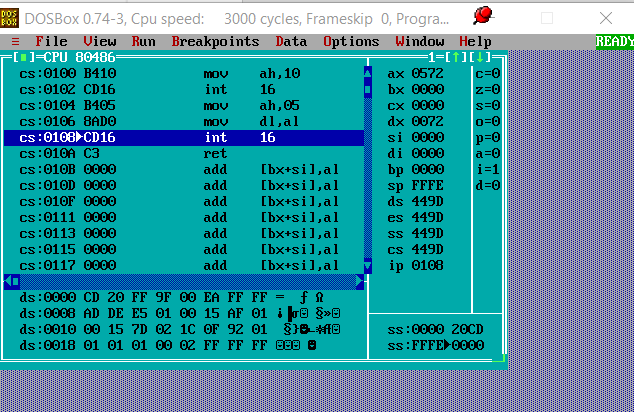 DOS BOX DOSBox 0.74-3, Cpu speed: 3000 cycles, Frameskip 0, Progra...
≡ File View Run Breakpoints Data Options Window Help READY
[■]=CPU 80486 1=[↑][↓]
cs:0100 B410 mov ah,10 ax 0572 c=0
cs:0102 CD16 int 16 bx 0000 z=0
cs:0104 B405 mov ah,05 cx 0000 s=0
cs:0106 8AD0 mov dl,al dx 0072 o=0
cs:0108►CD16 int 16 si 0000 p=0
cs:010A C3 ret di 0000 a=0
cs:010B 0000 add [bx+si],al bp 0000 i=1
cs:010D 0000 add [bx+si],al sp FFFE d=0
cs:010F 0000 add [bx+si],al ds 449D
cs:0111 0000 add [bx+si],al es 449D
cs:0113 0000 add [bx+si],al ss 449D
cs:0115 0000 add [bx+si],al cs 449D
cs:0117 0000 add [bx+si],al ip 0108
ds:0000 CD 20 FF 9F 00 EA FF FF = ƒ Ω
ds:0008 AD DE E5 01 00 15 AF 01 ¡▐σ☺ §»☺
ds:0010 00 15 7D 02 1C 0F 92 01 §}☻∟☼Æ☺ ss:0000 20CD
ds:0018 01 01 01 00 02 FF FF FF ☺☺☺ ☻ ss:FFFE►0000